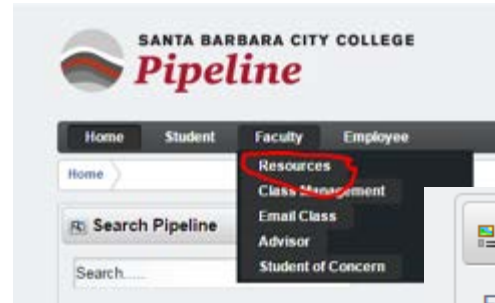 SANTA BARBARA CITY COLLEGE
Pipeline
Home Student Faculty Employee
Home
Resources
Class Management
Email Class
Advisor
Student of Concern
Search Pipeline
Search.....